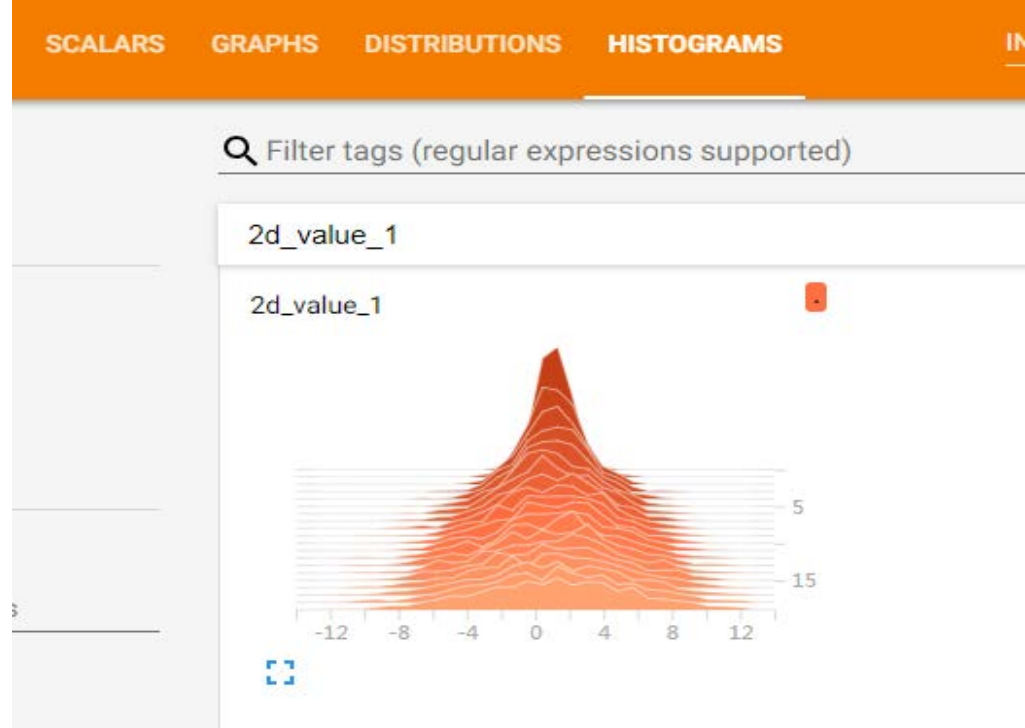 SCALARS GRAPHS DISTRIBUTIONS HISTOGRAMS IN
Filter tags (regular expressions supported)
2d_value_1
2d_value_1
.
5
15
s
-12 -8 -4 0 4 8 12